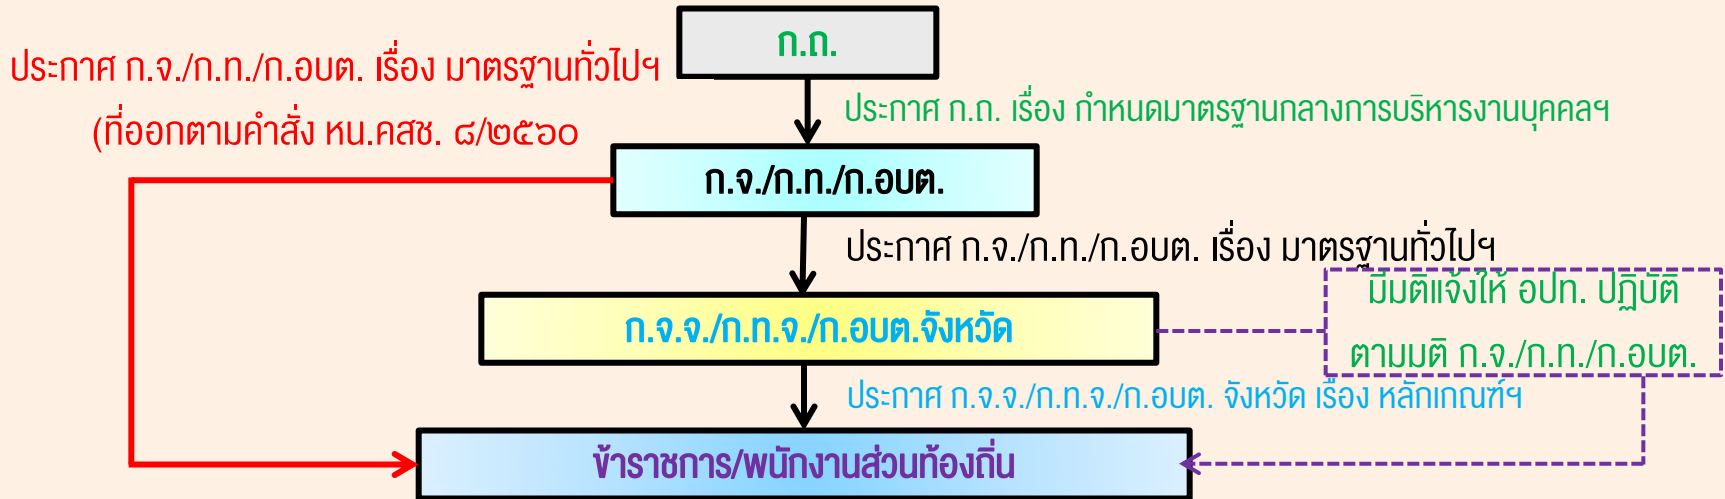 ก.ถ.
ประกาศ ก.จ./ก.ท./ก.อบต. เรื่อง มาตรฐานทั่วไปฯ
(ที่ออกตามคำสั่ง หน.คสช. ๘/๒๕๖๐
ประกาศ ก.ถ. เรื่อง กำหนดมาตรฐานกลางการบริหารงานบุคคลฯ
ก.จ./ก.ท./ก.อบต.
ประกาศ ก.จ./ก.ท./ก.อบต. เรื่อง มาตรฐานทั่วไปฯ
มีมติแจ้งให้ อปท. ปฏิบัติ
ตามมติ ก.จ./ก.ท./ก.อบต.
ก.จ.จ./ก.ท.จ./ก.อบต.จังหวัด
ประกาศ ก.จ.จ./ก.ท.จ./ก.อบต. จังหวัด เรื่อง หลักเกณฑ์ฯ
ข้าราชการ/พนักงานส่วนท้องถิ่น